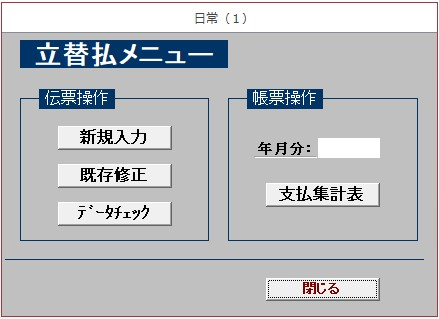 日常（１）
立替払メニュー
伝票操作
新規入力
既存修正
ﾃﾞｰﾀﾁｪｯｸ
帳票操作
年月分：
支払集計表
閉じる